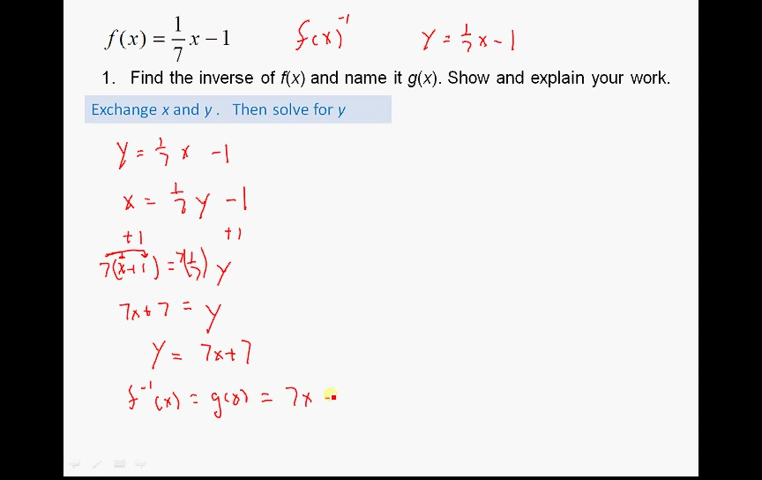 f(x) = 1/7 x − 1 f(x)⁻¹ y = 1/7 x − 1
1. Find the inverse of f(x) and name it g(x). Show and explain your work.
Exchange x and y . Then solve for y
y = 1/7 x − 1
x = 1/7 y − 1
+1 +1
7(x+1) = 7(1/7) y
7x+7 = y
y = 7x+7
f⁻¹(x) = g(x) = 7x